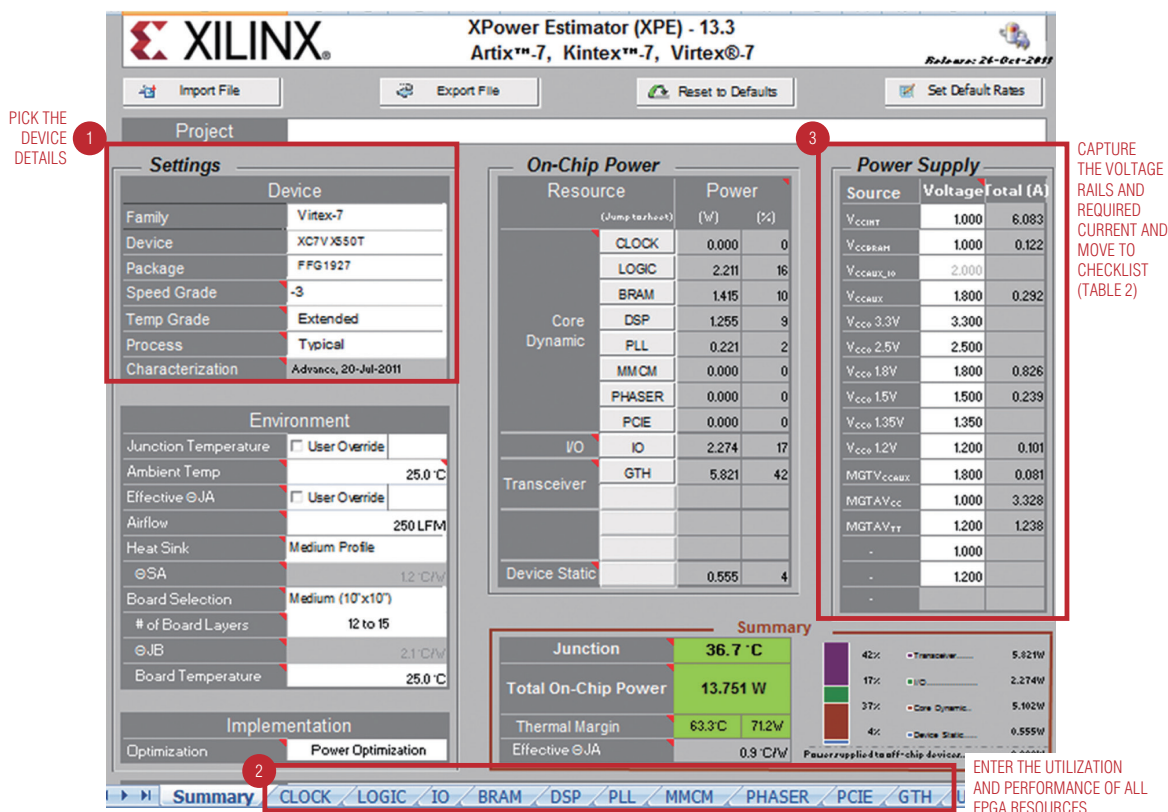 XILINX®
XPower Estimator (XPE) - 13.3
Artix™-7, Kintex™-7, Virtex®-7
Release: 26-Oct-2011
Import File
Export File
Reset to Defaults
Set Default Rates
Project
PICK THE
DEVICE
DETAILS
1
Settings
Device
Family Virtex-7
Device XC7VX550T
Package FFG1927
Speed Grade -3
Temp Grade Extended
Process Typical
Characterization Advance, 20-Jul-2011
Environment
Junction Temperature User Override
Ambient Temp 25.0 °C
Effective ΘJA User Override
Airflow 250 LFM
Heat Sink Medium Profile
ΘSA 1.2 °C/W
Board Selection Medium (10"x10")
# of Board Layers 12 to 15
ΘJB 2.1 °C/W
Board Temperature 25.0 °C
Implementation
Optimization Power Optimization
On-Chip Power
Resource Power
(Jump to sheet) (W) (%)
Core
Dynamic
CLOCK 0.000 0
LOGIC 2.211 16
BRAM 1.415 10
DSP 1.255 9
PLL 0.221 2
MMCM 0.000 0
PHASER 0.000 0
PCIE 0.000 0
I/O IO 2.274 17
Transceiver GTH 5.821 42
Device Static 0.555 4
3
Power Supply
Source Voltage Total (A)
VCCINT 1.000 6.083
VCCBRAM 1.000 0.122
VCCAUX_IO 2.000
VCCAUX 1.800 0.292
VCCO 3.3V 3.300
VCCO 2.5V 2.500
VCCO 1.8V 1.800 0.826
VCCO 1.5V 1.500 0.239
VCCO 1.35V 1.350
VCCO 1.2V 1.200 0.101
MGTVCCAUX 1.800 0.081
MGTAVCC 1.000 3.328
MGTAVTT 1.200 1.238
- 1.000
- 1.200
-
CAPTURE
THE VOLTAGE
RAILS AND
REQUIRED
CURRENT AND
MOVE TO
CHECKLIST
(TABLE 2)
Summary
Junction 36.7 °C
Total On-Chip Power 13.751 W
Thermal Margin 63.3°C 71.2W
Effective ΘJA 0.9 °C/W
42% Transceiver 5.821W
17% I/O 2.274W
37% Core Dynamic 5.102W
4% Device Static 0.555W
Power supplied to off-chip devices
2
Summary CLOCK LOGIC IO BRAM DSP PLL MMCM PHASER PCIE GTH
ENTER THE UTILIZATION
AND PERFORMANCE OF ALL
FPGA RESOURCES